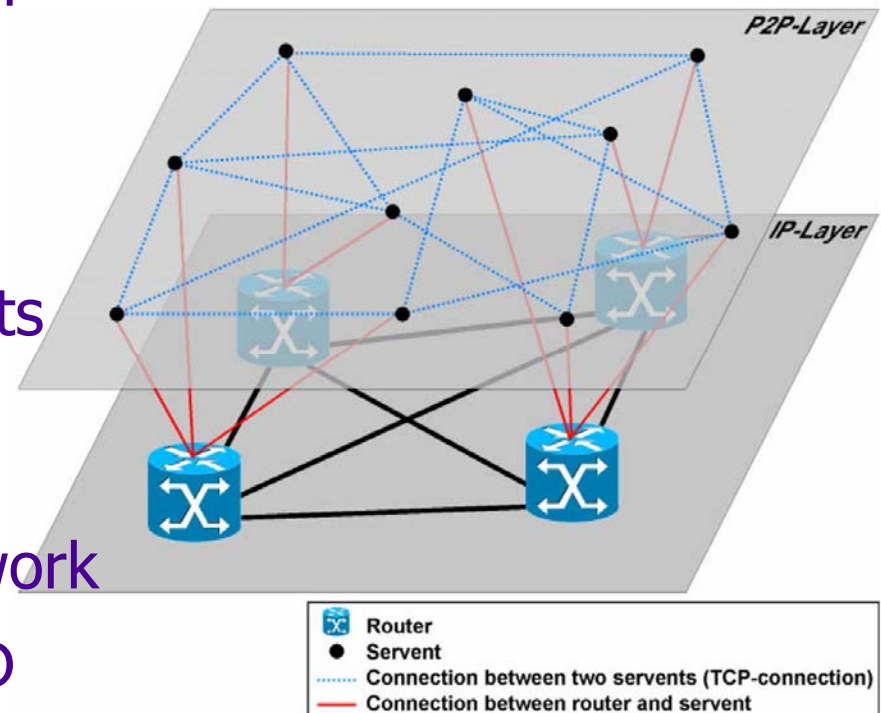 P2P-Layer
IP-Layer
ts
work
Router
Servent
Connection between two servents (TCP-connection)
Connection between router and servent